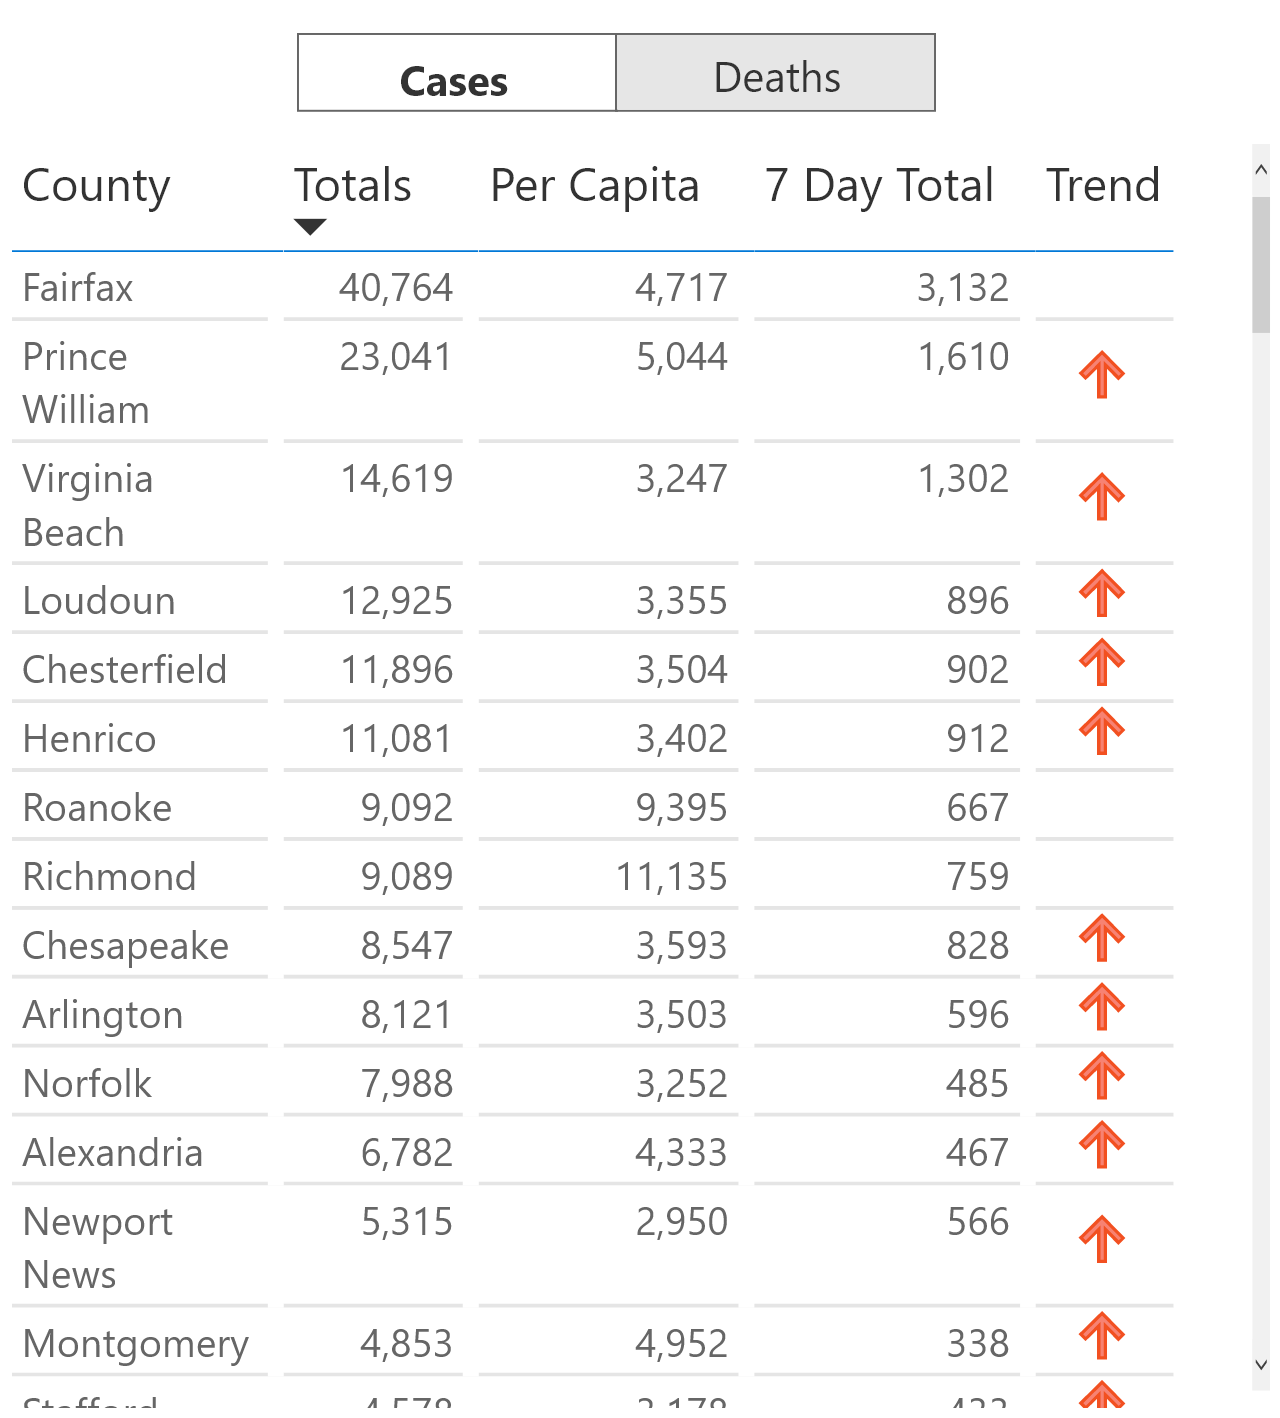 Cases Deaths
County Totals Per Capita 7 Day Total Trend
Fairfax 40,764 4,717 3,132
Prince 23,041 5,044 1,610
William
Virginia 14,619 3,247 1,302
Beach
Loudoun 12,925 3,355 896
Chesterfield 11,896 3,504 902
Henrico 11,081 3,402 912
Roanoke 9,092 9,395 667
Richmond 9,089 11,135 759
Chesapeake 8,547 3,593 828
Arlington 8,121 3,503 596
Norfolk 7,988 3,252 485
Alexandria 6,782 4,333 467
Newport 5,315 2,950 566
News
Montgomery 4,853 4,952 338
Stafford